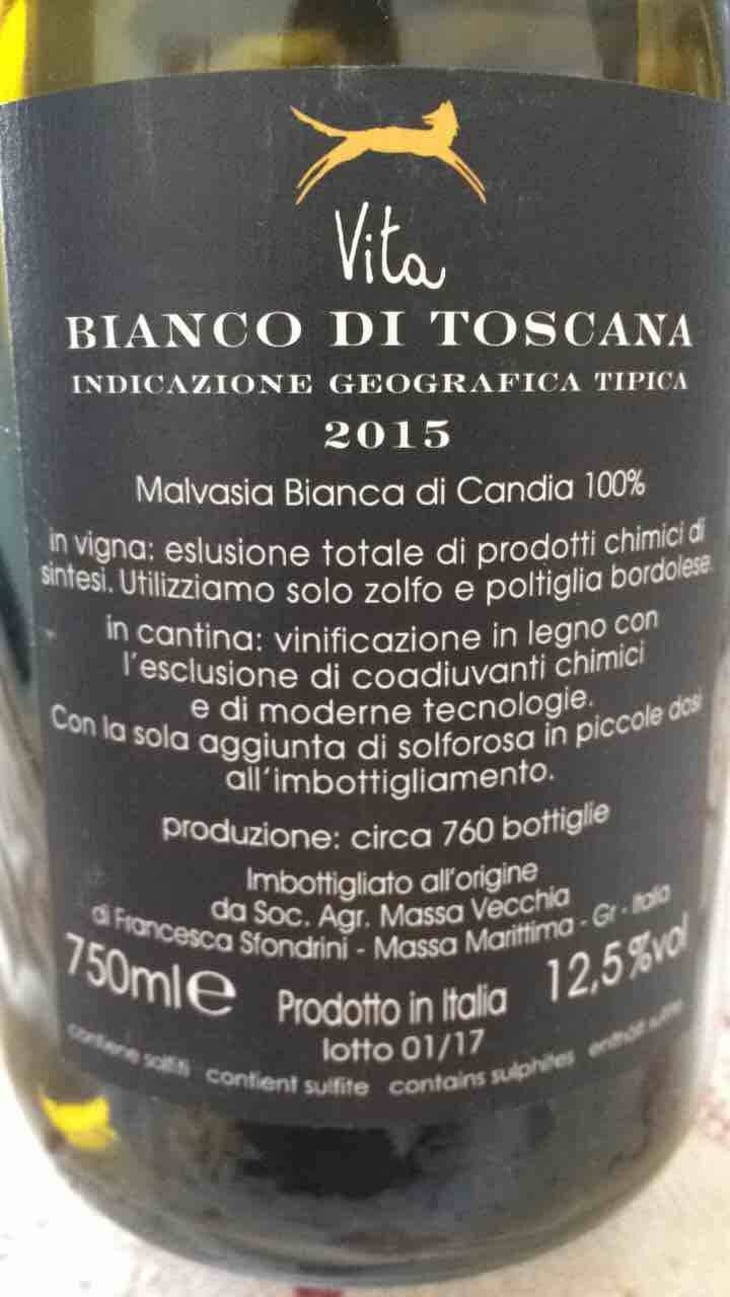 Vita
BIANCO DI TOSCANA
INDICAZIONE GEOGRAFICA TIPICA
2015
Malvasia Bianca di Candia 100%
in vigna: eslusione totale di prodotti chimici di
sintesi. Utilizziamo solo zolfo e poltiglia bordolese.
in cantina: vinificazione in legno con
l'esclusione di coadiuvanti chimici
e di moderne tecnologie.
Con la sola aggiunta di solforosa in piccole dosi
all'imbottigliamento.
produzione: circa 760 bottiglie
Imbottigliato all'origine
da Soc. Agr. Massa Vecchia
di Francesca Sfondrini - Massa Marittima - Gr - Italia
750ml e Prodotto in Italia 12,5%vol
lotto 01/17
contiene solfiti contient sulfite contains sulphites enthält sulfite